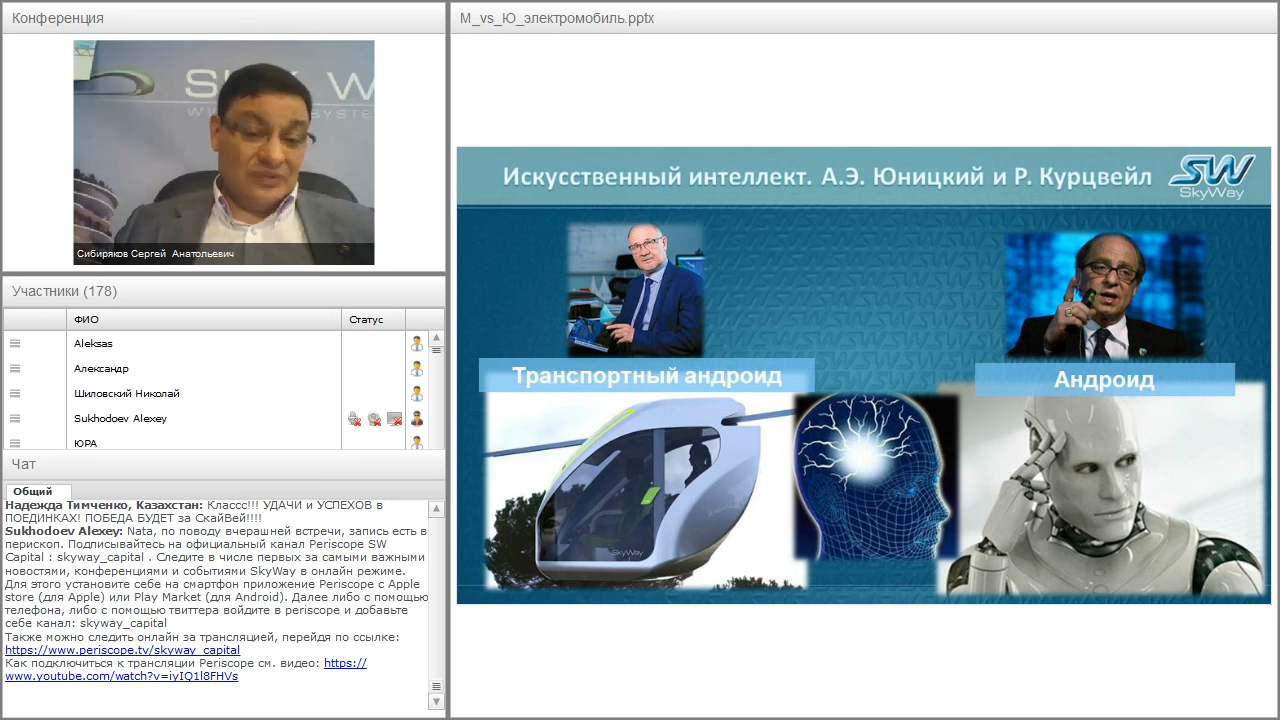 Конференция
SKY W
W
SYSTE
Сибиряков Сергей Анатольевич
Участники (178)
ФИО
Статус
Aleksas
Александр
Шиловский Николай
Sukhodoev Alexey
ЮРА
Чат
Общий
Надежда Тимченко, Казахстан: Класcс!!! УДАЧИ и УСПЕХОВ в
ПОЕДИНКАХ! ПОБЕДА БУДЕТ за СкайВей!!!!
Sukhodoev Alexey: Nata, по поводу вчерашней встречи, запись есть в
перископ. Подписывайтесь на официальный канал Periscope SW
Capital : skyway_capital . Следите в числе первых за самыми важными
новостями, конференциями и событиями SkyWay в онлайн режиме.
Для этого установите себе на смартфон приложение Periscope с Apple
store (для Apple) или Play Market (для Android). Далее либо с помощью
телефона, либо с помощью твиттера войдите в periscope и добавьте
себе канал: skyway_capital
Также можно следить онлайн за трансляцией, перейдя по ссылке:
https://www.periscope.tv/skyway_capital
Как подключиться к трансляции Periscope см. видео: https://
www.youtube.com/watch?v=iyIQ1l8FHVs
М_vs_Ю_электромобиль.pptx
Искусственный интеллект. А.Э. Юницкий и Р. Курцвейл
SW
SkyWay
Транспортный андроид
Андроид
SkyWay